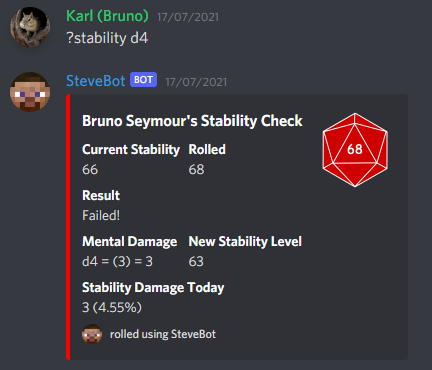 Karl (Bruno) 17/07/2021
?stability d4
SteveBot BOT 17/07/2021
Bruno Seymour's Stability Check
68
Current Stability Rolled
66 68
Result
Failed!
Mental Damage New Stability Level
d4 = (3) = 3 63
Stability Damage Today
3 (4.55%)
rolled using SteveBot